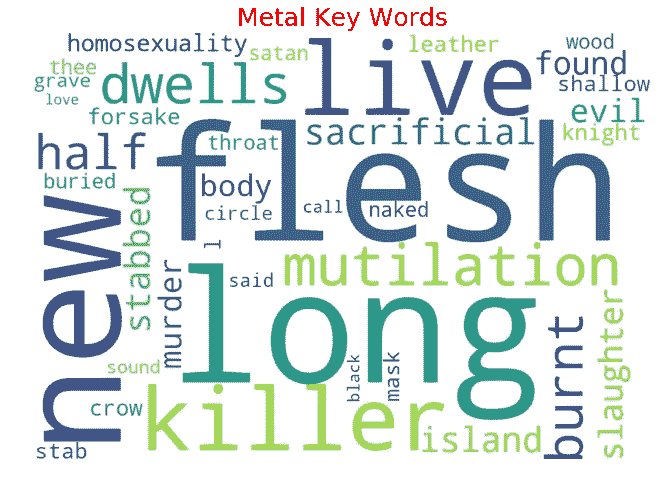 Metal Key Words
homosexuality
satan
leather
wood
thee
dwells
live
found
grave
shallow
love
forsake
evil
throat
sacrificial
knight
half
flesh
buried
body
circle
call
naked
new
stabbed
l
mutilation
said
long
murder
sound
black
mask
burnt
slaughter
crow
killer
island
stab